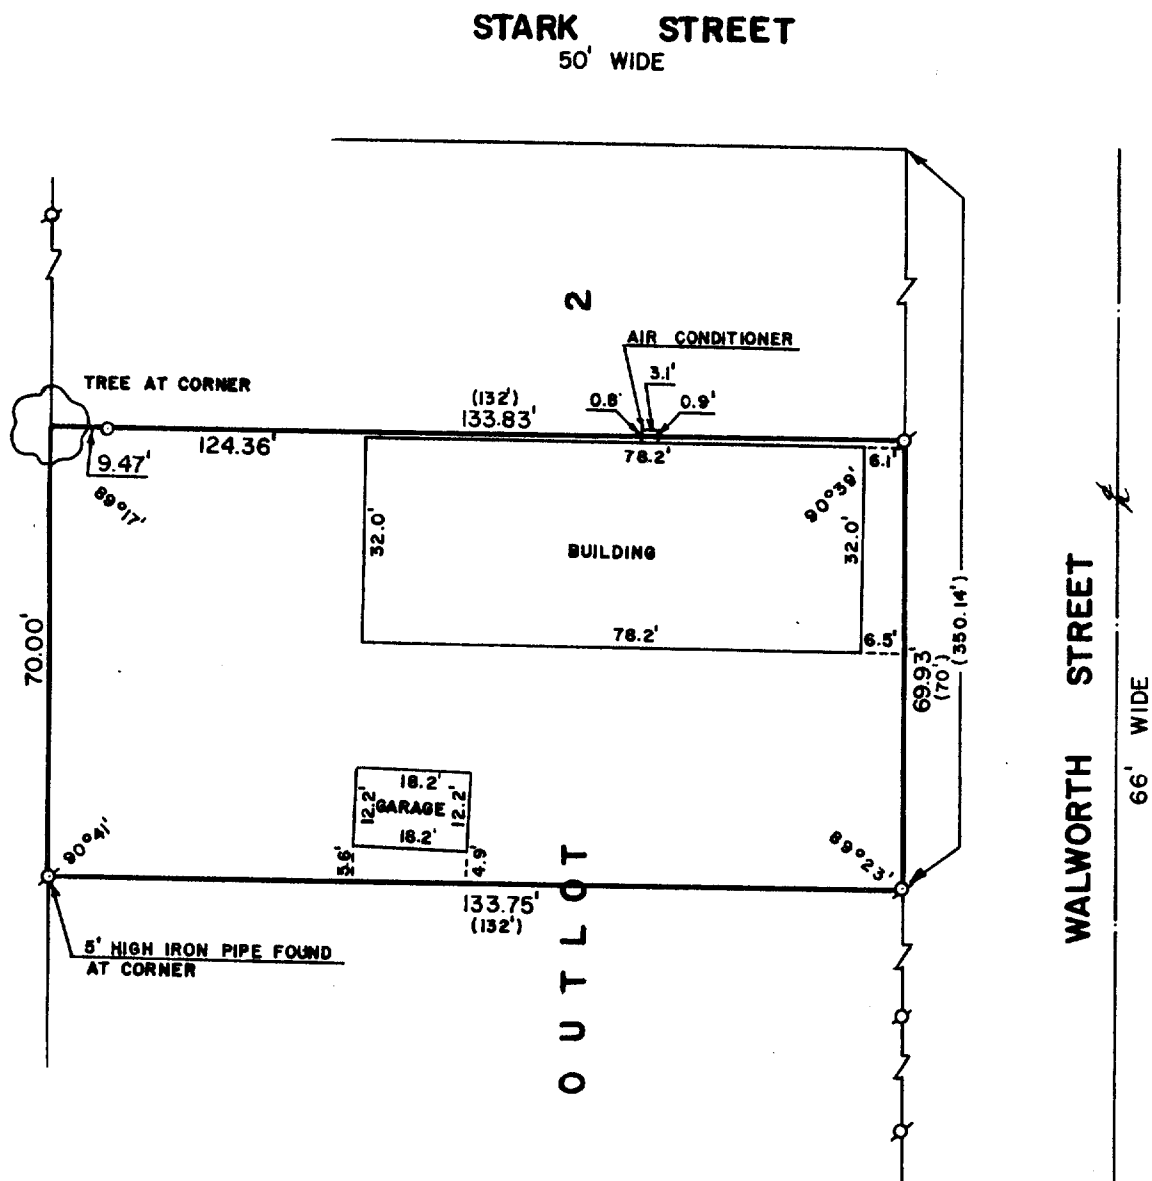 STARK STREET
50' WIDE
2
AIR CONDITIONER
3.1'
0.8'
0.9'
TREE AT CORNER
(132')
133.83'
124.36'
9.47'
89°17'
78.2'
6.1'
90°39'
32.0'
32.0'
BUILDING
78.2'
6.5'
70.00'
69.93'
(70')
(350.14')
WALWORTH STREET
66' WIDE
18.2'
12.2'
GARAGE
12.2'
18.2'
90°41'
5.6'
4.9'
89°23'
133.75'
(132')
OUTLOT
5' HIGH IRON PIPE FOUND
AT CORNER